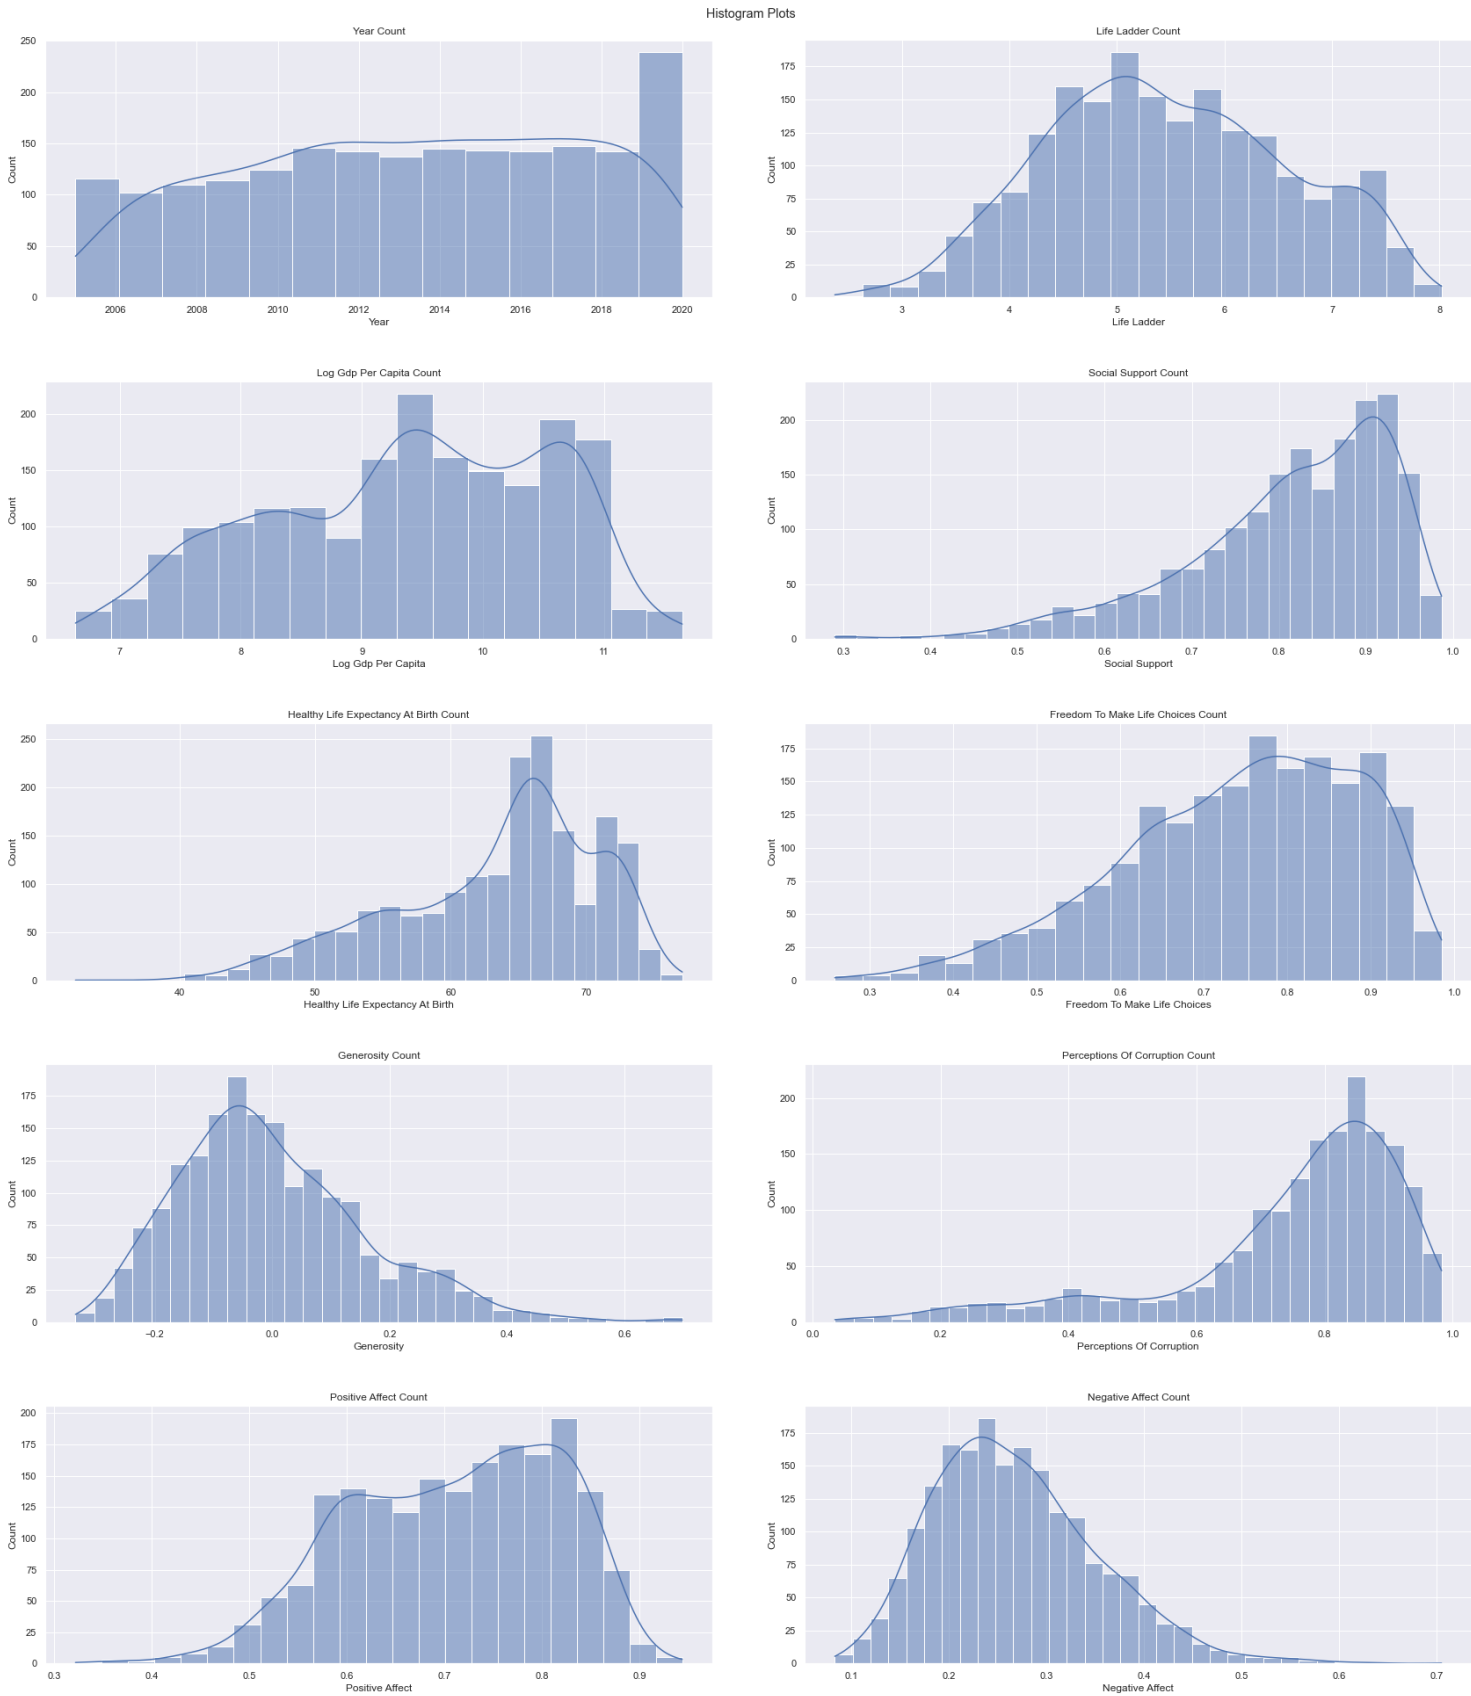 Histogram Plots
Year Count
250
200
150
100
50
0
Count
2006 2008 2010 2012 2014 2016 2018 2020
Year
Life Ladder Count
175
150
125
100
75
50
25
0
Count
3 4 5 6 7 8
Life Ladder
Log Gdp Per Capita Count
200
150
100
50
0
Count
7 8 9 10 11
Log Gdp Per Capita
Social Support Count
200
150
100
50
0
Count
0.3 0.4 0.5 0.6 0.7 0.8 0.9 1.0
Social Support
Healthy Life Expectancy At Birth Count
250
200
150
100
50
0
Count
40 50 60 70
Healthy Life Expectancy At Birth
Freedom To Make Life Choices Count
175
150
125
100
75
50
25
0
Count
0.3 0.4 0.5 0.6 0.7 0.8 0.9 1.0
Freedom To Make Life Choices
Generosity Count
175
150
125
100
75
50
25
0
Count
−0.2 0.0 0.2 0.4 0.6
Generosity
Perceptions Of Corruption Count
200
150
100
50
0
Count
0.0 0.2 0.4 0.6 0.8 1.0
Perceptions Of Corruption
Positive Affect Count
200
175
150
125
100
75
50
25
0
Count
0.3 0.4 0.5 0.6 0.7 0.8 0.9
Positive Affect
Negative Affect Count
175
150
125
100
75
50
25
0
Count
0.1 0.2 0.3 0.4 0.5 0.6 0.7
Negative Affect